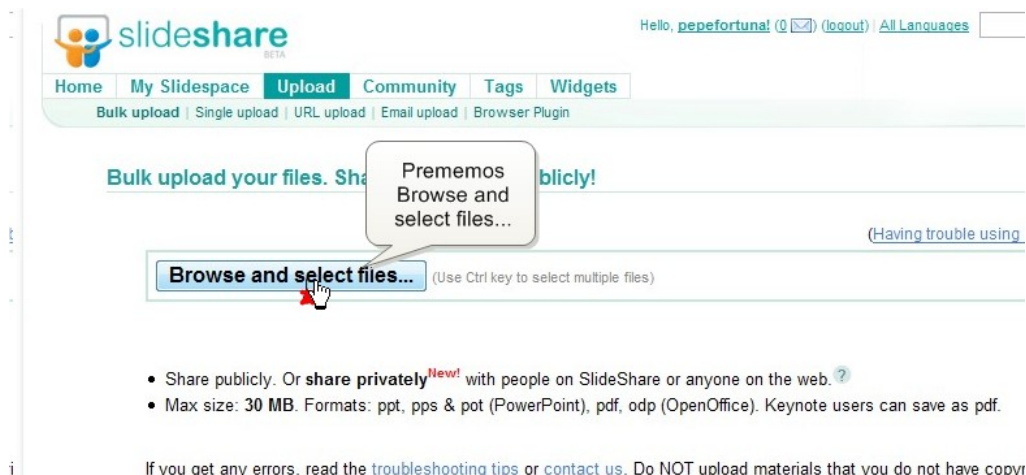 slideshare
BETA
Hello, pepefortuna! (0 ) (logout) | All Languages
Home My Slidespace Upload Community Tags Widgets
Bulk upload | Single upload | URL upload | Email upload | Browser Plugin
Prememos
Browse and
select files...
Bulk upload your files. Sha blicly!
(Having trouble using
Browse and select files... (Use Ctrl key to select multiple files)
• Share publicly. Or share privately New! with people on SlideShare or anyone on the web. ?
• Max size: 30 MB. Formats: ppt, pps & pot (PowerPoint), pdf, odp (OpenOffice). Keynote users can save as pdf.
If you get any errors, read the troubleshooting tips or contact us. Do NOT upload materials that you do not have copyr